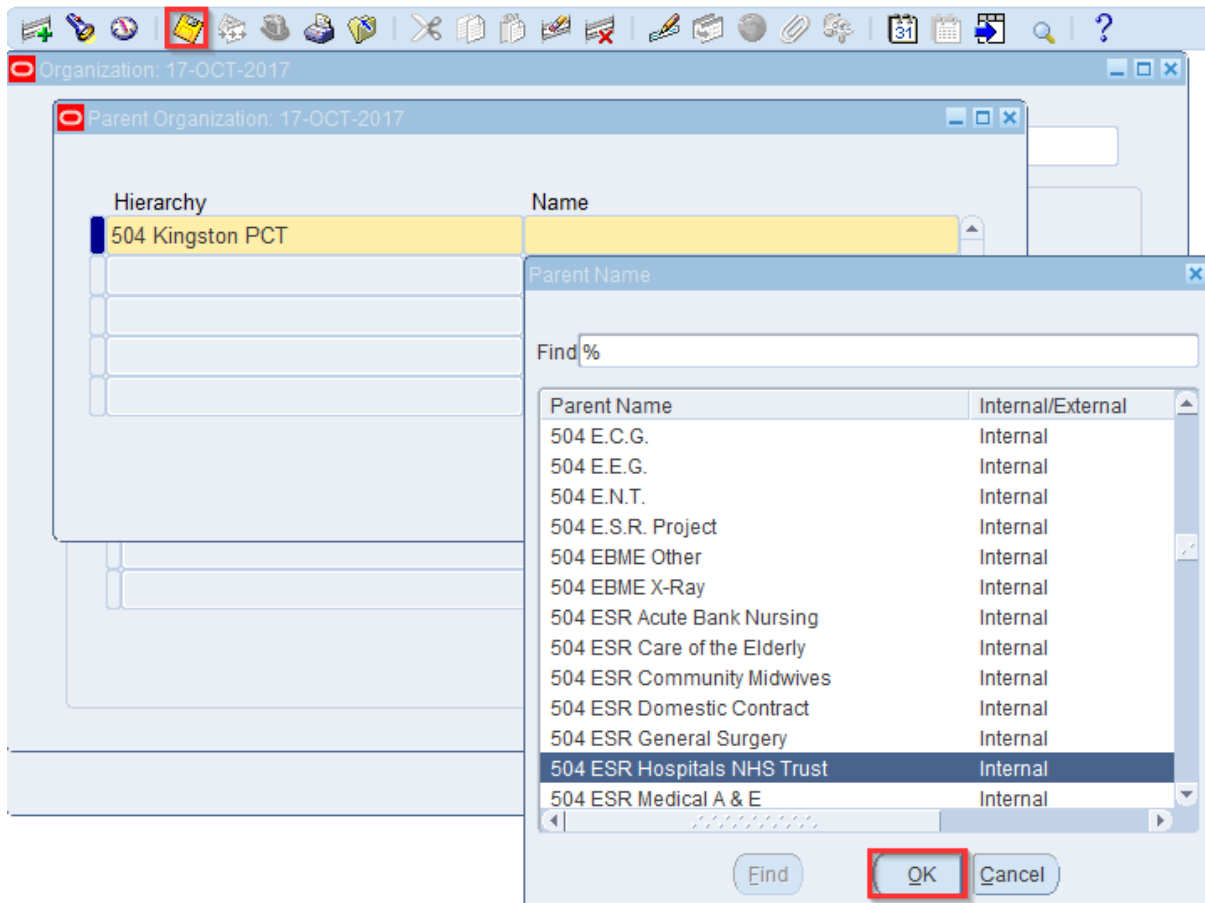 31
?
Organization: 17-OCT-2017
Parent Organization: 17-OCT-2017
Hierarchy Name
504 Kingston PCT
Parent Name
Find %
Parent Name Internal/External
504 E.C.G. Internal
504 E.E.G. Internal
504 E.N.T. Internal
504 E.S.R. Project Internal
504 EBME Other Internal
504 EBME X-Ray Internal
504 ESR Acute Bank Nursing Internal
504 ESR Care of the Elderly Internal
504 ESR Community Midwives Internal
504 ESR Domestic Contract Internal
504 ESR General Surgery Internal
504 ESR Hospitals NHS Trust Internal
504 ESR Medical A & E Internal
Find OK Cancel